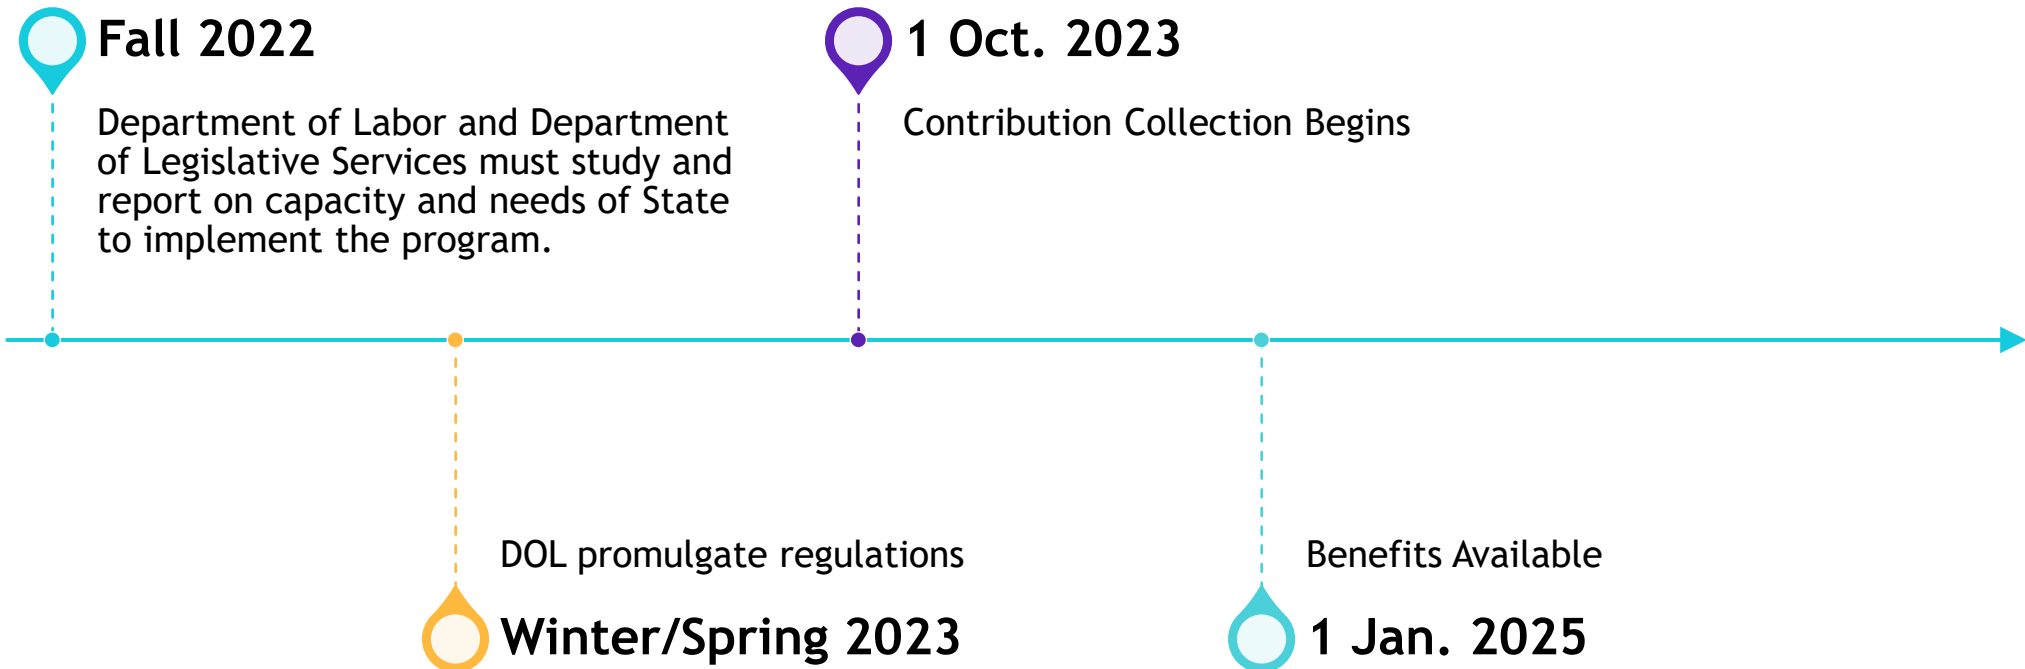 Fall 2022
Department of Labor and Department
of Legislative Services must study and
report on capacity and needs of State
to implement the program.
1 Oct. 2023
Contribution Collection Begins
DOL promulgate regulations
Winter/Spring 2023
Benefits Available
1 Jan. 2025